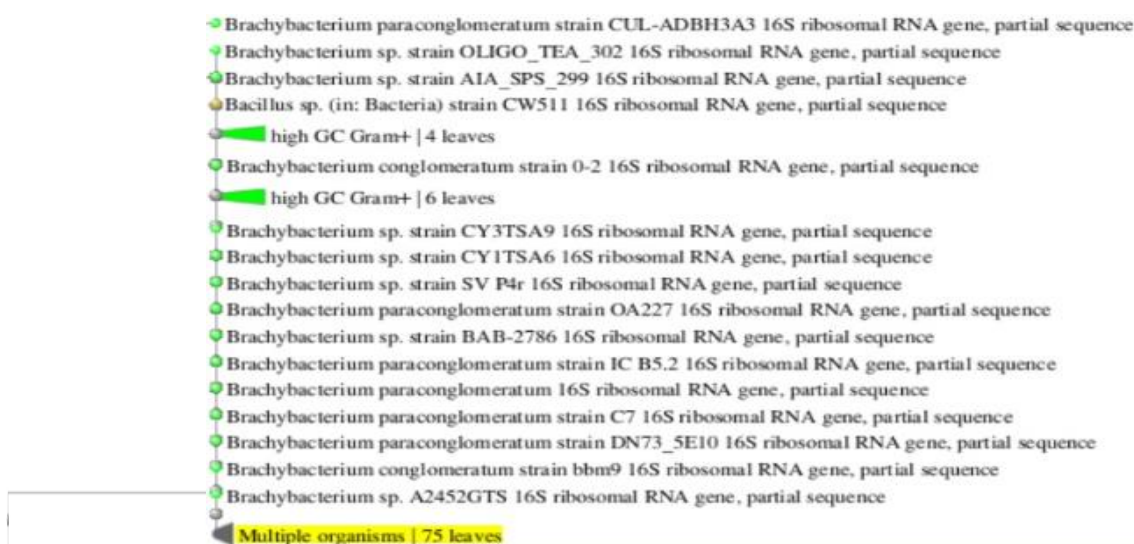 Brachybacterium paraconglomeratum strain CUL-ADBH3A3 16S ribosomal RNA gene, partial sequence
Brachybacterium sp. strain OLIGO_TEA_302 16S ribosomal RNA gene, partial sequence
Brachybacterium sp. strain AIA_SPS_299 16S ribosomal RNA gene, partial sequence
Bacillus sp. (in: Bacteria) strain CW511 16S ribosomal RNA gene, partial sequence
high GC Gram+ | 4 leaves
Brachybacterium conglomeratum strain 0-2 16S ribosomal RNA gene, partial sequence
high GC Gram+ | 6 leaves
Brachybacterium sp. strain CY3TSA9 16S ribosomal RNA gene, partial sequence
Brachybacterium sp. strain CY1TSA6 16S ribosomal RNA gene, partial sequence
Brachybacterium sp. strain SV P4r 16S ribosomal RNA gene, partial sequence
Brachybacterium paraconglomeratum strain OA227 16S ribosomal RNA gene, partial sequence
Brachybacterium sp. strain BAB-2786 16S ribosomal RNA gene, partial sequence
Brachybacterium paraconglomeratum strain IC B5.2 16S ribosomal RNA gene, partial sequence
Brachybacterium paraconglomeratum 16S ribosomal RNA gene, partial sequence
Brachybacterium paraconglomeratum strain C7 16S ribosomal RNA gene, partial sequence
Brachybacterium paraconglomeratum strain DN73_5E10 16S ribosomal RNA gene, partial sequence
Brachybacterium conglomeratum strain bbm9 16S ribosomal RNA gene, partial sequence
Brachybacterium sp. A2452GTS 16S ribosomal RNA gene, partial sequence
Multiple organisms | 75 leaves